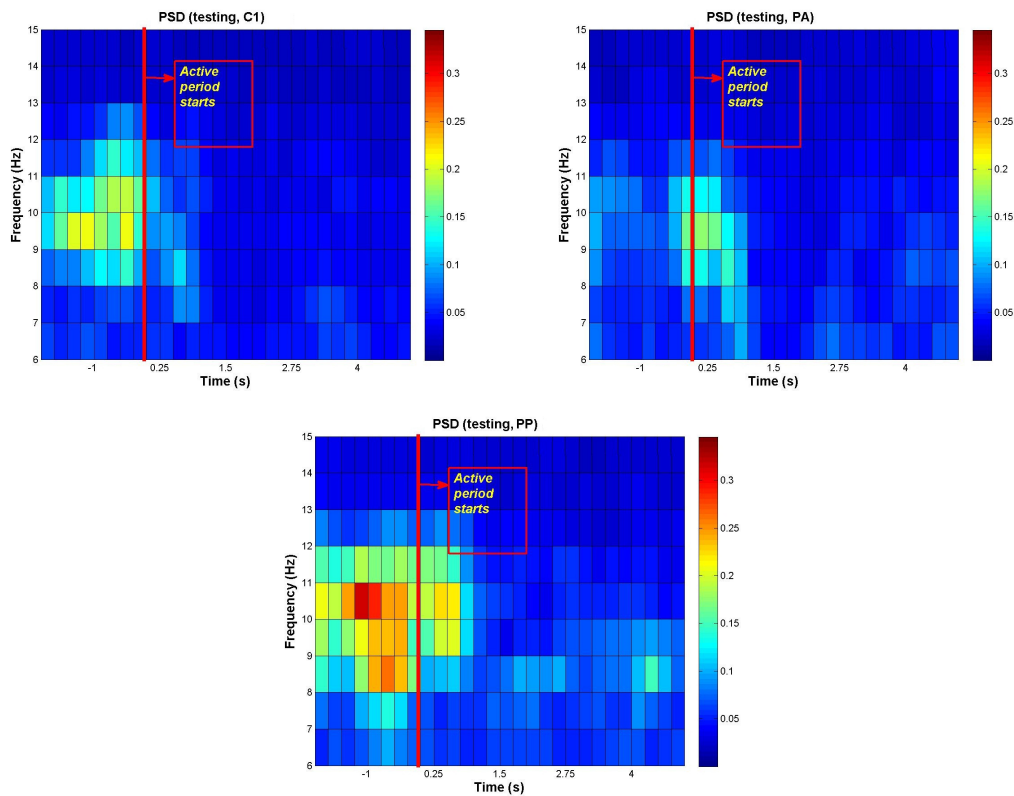 PSD (testing, C1)
15
14
13
12
11
10
9
8
7
6
Frequency (Hz)
Active
period
starts
-1 0.25 1.5 2.75 4
Time (s)
0.3
0.25
0.2
0.15
0.1
0.05
PSD (testing, PA)
15
14
13
12
11
10
9
8
7
6
Frequency (Hz)
Active
period
starts
-1 0.25 1.5 2.75 4
Time (s)
0.3
0.25
0.2
0.15
0.1
0.05
PSD (testing, PP)
15
14
13
12
11
10
9
8
7
6
Frequency (Hz)
Active
period
starts
-1 0.25 1.5 2.75 4
Time (s)
0.3
0.25
0.2
0.15
0.1
0.05